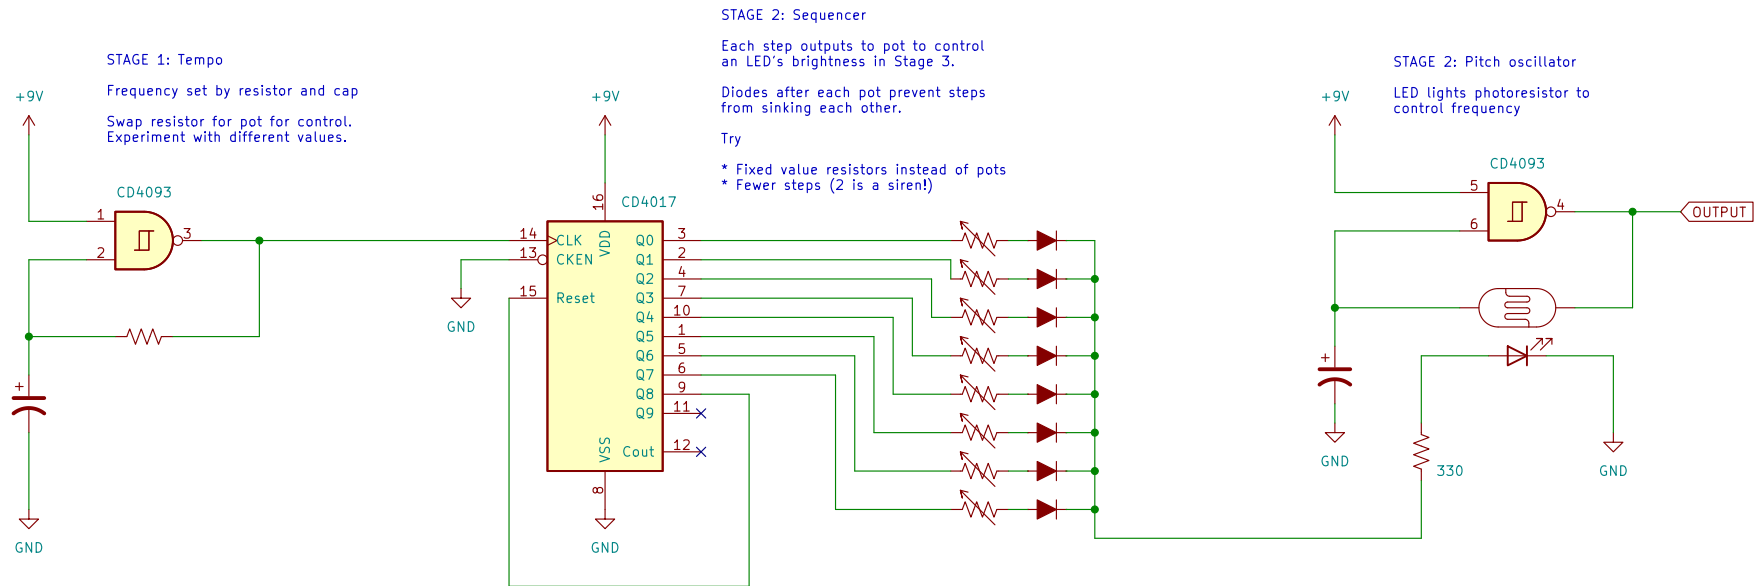 STAGE 1: Tempo
Frequency set by resistor and cap
Swap resistor for pot for control.
Experiment with different values.
+9V
CD4093
1
2
3
GND
STAGE 2: Sequencer
Each step outputs to pot to control
an LED's brightness in Stage 3.
Diodes after each pot prevent steps
from sinking each other.
Try
* Fixed value resistors instead of pots
* Fewer steps (2 is a siren!)
+9V
16
CD4017
VDD
14
CLK
13
CKEN
15
Reset
GND
Q0
3
Q1
2
Q2
4
Q3
7
Q4
10
Q5
1
Q6
5
Q7
6
Q8
9
Q9
11
Cout
12
VSS
8
GND
STAGE 2: Pitch oscillator
LED lights photoresistor to
control frequency
+9V
CD4093
5
6
4
OUTPUT
+
GND
330
GND
+